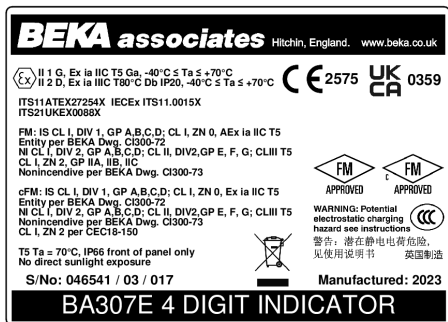 BEKA associates Hitchin, England. www.beka.co.uk
Ex II 1 G, Ex ia IIC T5 Ga, -40°C ≤ Ta ≤ +70°C
II 2 D, Ex ia IIIC T80°C Db IP20, -40°C ≤ Ta ≤ +70°C
CE 2575 UK CA 0359
ITS11ATEX27254X IECEx ITS11.0015X
ITS21UKEX0088X
FM: IS CL I, DIV 1, GP A,B,C,D; CL I, ZN 0, AEx ia IIC T5
Entity per BEKA Dwg. CI300-72
NI CL I, DIV 2, GP A,B,C,D; CL II, DIV2,GP E, F, G; CLIII T5
CL I, ZN 2, GP IIA, IIB, IIC
Nonincendive per BEKA Dwg. CI300-73
FM APPROVED
c FM APPROVED
cFM: IS CL I, DIV 1, GP A,B,C,D; CL I, ZN 0, Ex ia IIC T5
Entity per BEKA Dwg. CI300-72
NI CL I, DIV 2, GP A,B,C,D; CL II, DIV2,GP E, F, G; CLIII T5
Nonincendive per BEKA Dwg. CI300-73
CL I, ZN 2 per CEC18-150
WARNING: Potential
electrostatic charging
hazard see instructions
CCC
警告：潜在静电电荷危险，
见使用说明书 英国制造
T5 Ta = 70°C, IP66 front of panel only
No direct sunlight exposure
S/No: 046541 / 03 / 017 Manufactured: 2023
BA307E 4 DIGIT INDICATOR